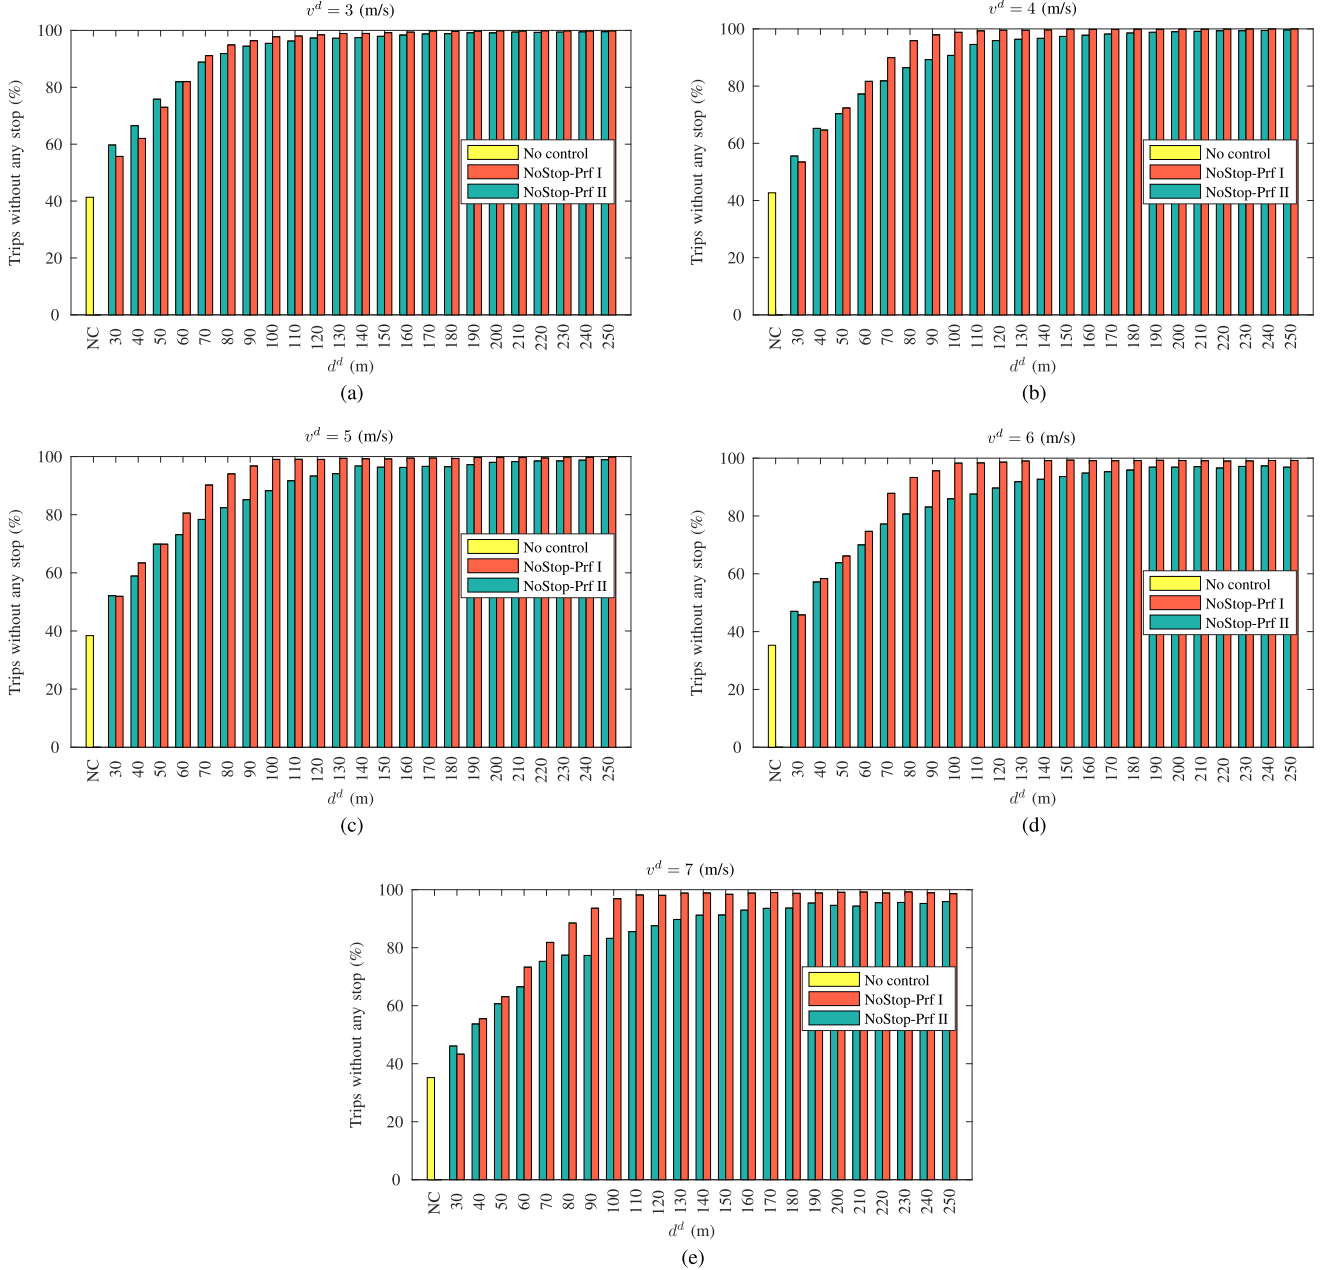 v^d = 3 (m/s)
Trips without any stop (%)
100
80
60
40
20
0
No control
NoStop-Prf I
NoStop-Prf II
NC 30 40 50 60 70 80 90 100 110 120 130 140 150 160 170 180 190 200 210 220 230 240 250
d^d (m)
(a)
v^d = 4 (m/s)
Trips without any stop (%)
100
80
60
40
20
0
No control
NoStop-Prf I
NoStop-Prf II
NC 30 40 50 60 70 80 90 100 110 120 130 140 150 160 170 180 190 200 210 220 230 240 250
d^d (m)
(b)
v^d = 5 (m/s)
Trips without any stop (%)
100
80
60
40
20
0
No control
NoStop-Prf I
NoStop-Prf II
NC 30 40 50 60 70 80 90 100 110 120 130 140 150 160 170 180 190 200 210 220 230 240 250
d^d (m)
(c)
v^d = 6 (m/s)
Trips without any stop (%)
100
80
60
40
20
0
No control
NoStop-Prf I
NoStop-Prf II
NC 30 40 50 60 70 80 90 100 110 120 130 140 150 160 170 180 190 200 210 220 230 240 250
d^d (m)
(d)
v^d = 7 (m/s)
Trips without any stop (%)
100
80
60
40
20
0
No control
NoStop-Prf I
NoStop-Prf II
NC 30 40 50 60 70 80 90 100 110 120 130 140 150 160 170 180 190 200 210 220 230 240 250
d^d (m)
(e)